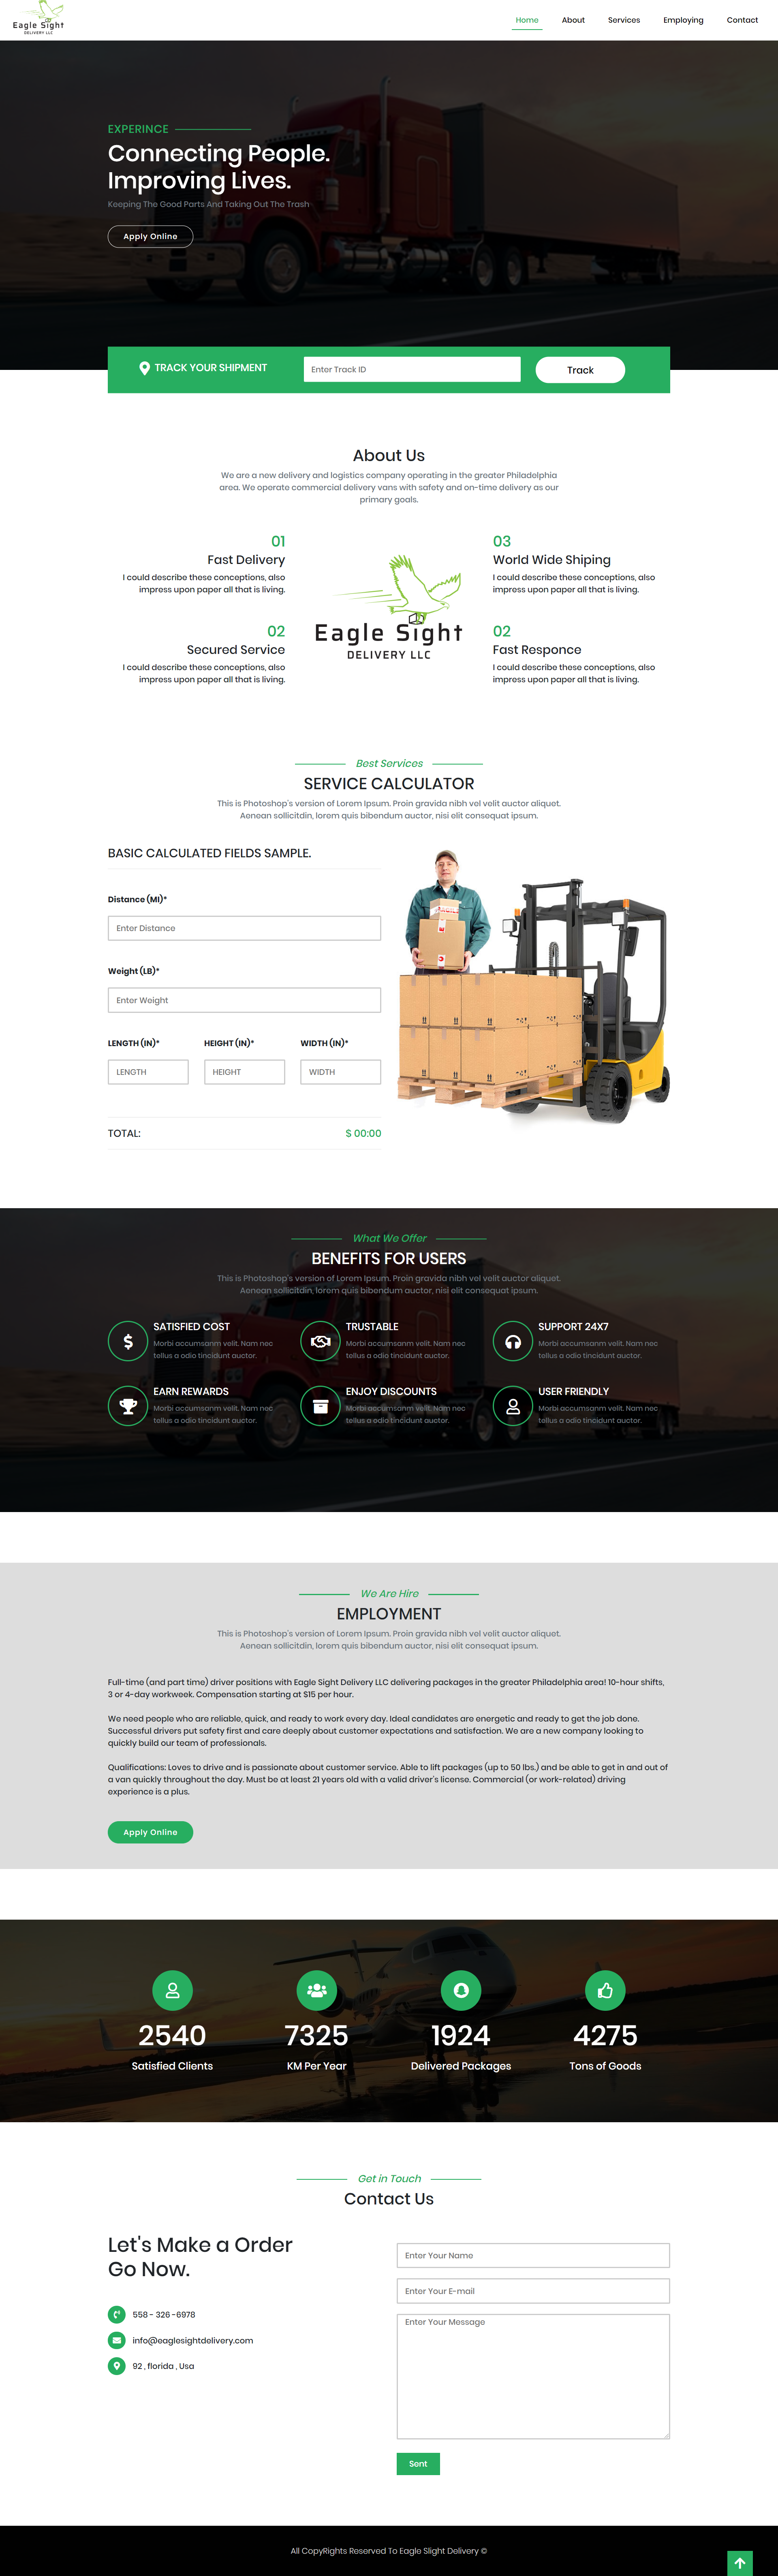 Eagle Sight
DELIVERY LLC
Home
About
Services
Employing
Contact
EXPERINCE
Connecting People.
Improving Lives.
Keeping The Good Parts And Taking Out The Trash
Apply Online
TRACK YOUR SHIPMENT
Enter Track ID
Track
About Us
We are a new delivery and logistics company operating in the greater Philadelphia
area. We operate commercial delivery vans with safety and on-time delivery as our
primary goals.
01
Fast Delivery
I could describe these conceptions, also
impress upon paper all that is living.
02
Secured Service
I could describe these conceptions, also
impress upon paper all that is living.
Eagle Sight
DELIVERY LLC
03
World Wide Shiping
I could describe these conceptions, also
impress upon paper all that is living.
02
Fast Responce
I could describe these conceptions, also
impress upon paper all that is living.
Best Services
SERVICE CALCULATOR
This is Photoshop's version of Lorem Ipsum. Proin gravida nibh vel velit auctor aliquet.
Aenean sollicitdin, lorem quis bibendum auctor, nisi elit consequat ipsum.
BASIC CALCULATED FIELDS SAMPLE.
Distance (MI)*
Enter Distance
Weight (LB)*
Enter Weight
LENGTH (IN)*
HEIGHT (IN)*
WIDTH (IN)*
LENGTH
HEIGHT
WIDTH
TOTAL:
$ 00:00
What We Offer
BENEFITS FOR USERS
This is Photoshop's version of Lorem Ipsum. Proin gravida nibh vel velit auctor aliquet.
Aenean sollicitdin, lorem quis bibendum auctor, nisi elit consequat ipsum.
SATISFIED COST
Morbi accumsanm velit. Nam nec
tellus a odio tincidunt auctor.
TRUSTABLE
Morbi accumsanm velit. Nam nec
tellus a odio tincidunt auctor.
SUPPORT 24X7
Morbi accumsanm velit. Nam nec
tellus a odio tincidunt auctor.
EARN REWARDS
Morbi accumsanm velit. Nam nec
tellus a odio tincidunt auctor.
ENJOY DISCOUNTS
Morbi accumsanm velit. Nam nec
tellus a odio tincidunt auctor.
USER FRIENDLY
Morbi accumsanm velit. Nam nec
tellus a odio tincidunt auctor.
We Are Hire
EMPLOYMENT
This is Photoshop's version of Lorem Ipsum. Proin gravida nibh vel velit auctor aliquet.
Aenean sollicitdin, lorem quis bibendum auctor, nisi elit consequat ipsum.
Full-time (and part time) driver positions with Eagle Sight Delivery LLC delivering packages in the greater Philadelphia area! 10-hour shifts,
3 or 4-day workweek. Compensation starting at $15 per hour.
We need people who are reliable, quick, and ready to work every day. Ideal candidates are energetic and ready to get the job done.
Successful drivers put safety first and care deeply about customer expectations and satisfaction. We are a new company looking to
quickly build our team of professionals.
Qualifications: Loves to drive and is passionate about customer service. Able to lift packages (up to 50 lbs.) and be able to get in and out of
a van quickly throughout the day. Must be at least 21 years old with a valid driver's license. Commercial (or work-related) driving
experience is a plus.
Apply Online
2540
Satisfied Clients
7325
KM Per Year
1924
Delivered Packages
4275
Tons of Goods
Get in Touch
Contact Us
Let's Make a Order
Go Now.
558 - 326 -6978
info@eaglesightdelivery.com
92 , florida , Usa
Enter Your Name
Enter Your E-mail
Enter Your Message
Sent
All CopyRights Reserved To Eagle Slight Delivery ©